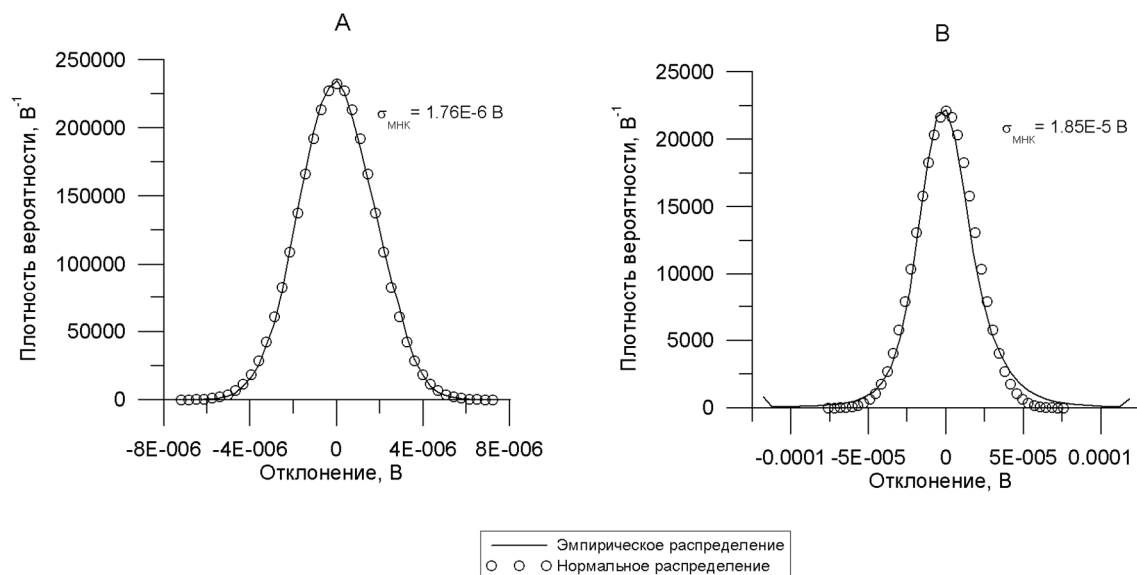 A
250000
200000
150000
100000
50000
0
Плотность вероятности, В-1
σМНК = 1.76E-6 В
-8E-006 -4E-006 0 4E-006 8E-006
Отклонение, В
В
25000
20000
15000
10000
5000
0
Плотность вероятности, В-1
σМНК = 1.85E-5 В
-0.0001 -5E-005 0 5E-005 0.0001
Отклонение, В
Эмпирическое распределение
Нормальное распределение